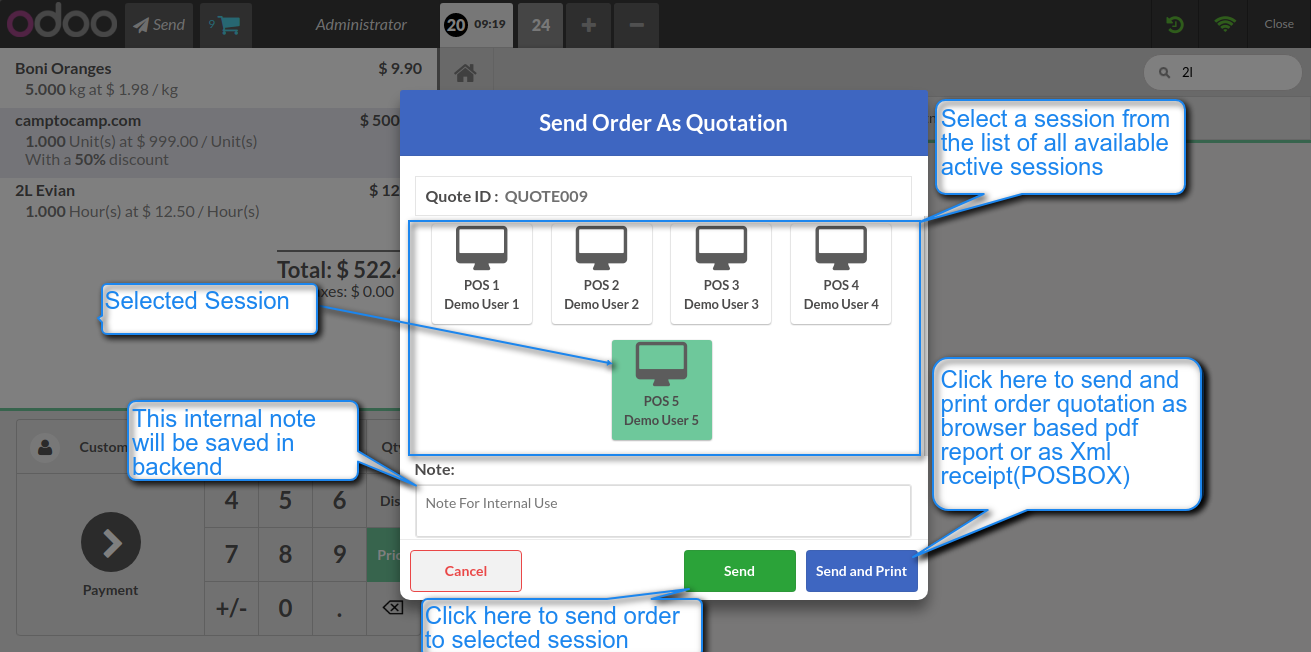 odoo
Send
Administrator
20 09:19
24
+
−
Close
Boni Oranges $ 9.90
5.000 kg at $ 1.98 / kg
camptocamp.com $ 500
1.000 Unit(s) at $ 999.00 / Unit(s)
With a 50% discount
2L Evian $ 12
1.000 Hour(s) at $ 12.50 / Hour(s)
Total: $ 522.4
xes: $ 0.00
2l
Send Order As Quotation
Quote ID : QUOTE009
POS 1
Demo User 1
POS 2
Demo User 2
POS 3
Demo User 3
POS 4
Demo User 4
POS 5
Demo User 5
Note:
Note For Internal Use
Cancel
Send
Send and Print
Select a session from
the list of all available
active sessions
Selected Session
This internal note
will be saved in
backend
Click here to send and
print order quotation as
browser based pdf
report or as Xml
receipt(POSBOX)
Click here to send order
to selected session
Custom
Qty
4 5 6 Dis
7 8 9 Pric
+/- 0 .
Payment